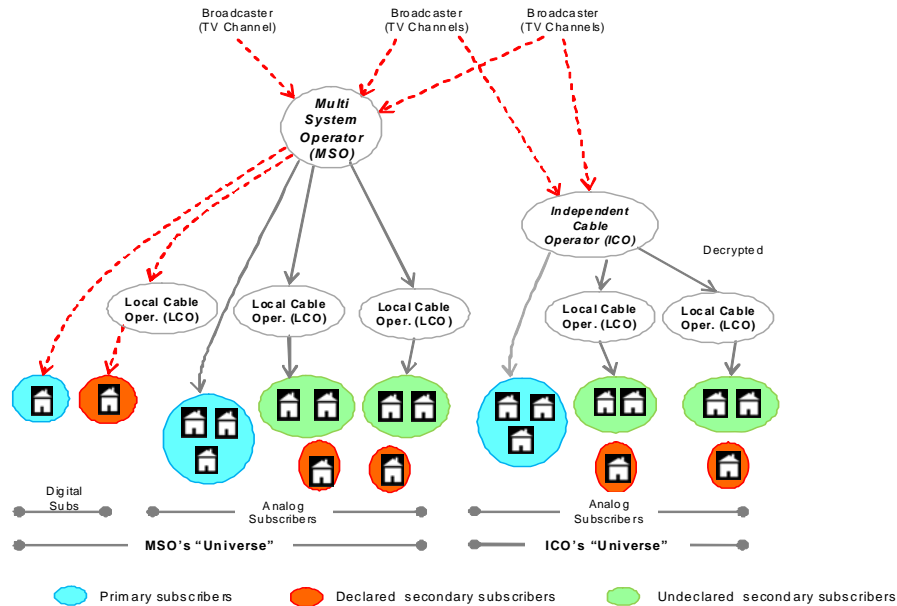 Broadcaster
(TV Channel)
Broadcaster
(TV Channels)
Broadcaster
(TV Channels)
Multi
System
Operator
(MSO)
Independent
Cable
Operator (ICO)
Decrypted
Local Cable
Oper. (LCO)
Local Cable
Oper. (LCO)
Local Cable
Oper. (LCO)
Local Cable
Oper. (LCO)
Local Cable
Oper. (LCO)
Digital
Subs
Analog
Subscribers
Analog
Subscribers
MSO's “Universe”
ICO's “Universe”
Primary subscribers
Declared secondary subscribers
Undeclared secondary subscribers